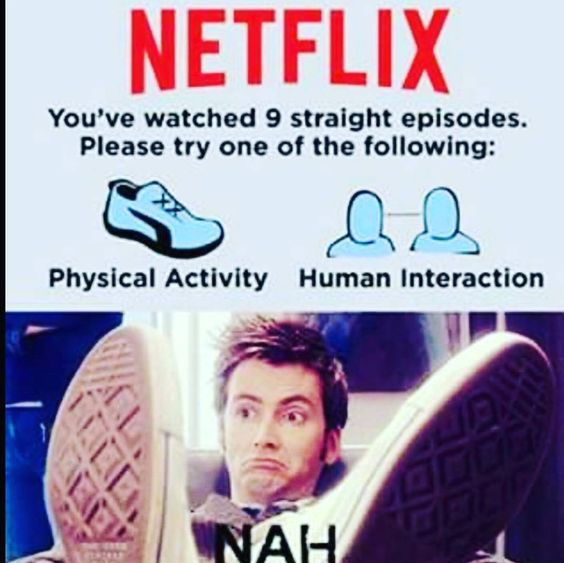 NETFLIX
You've watched 9 straight episodes.
Please try one of the following:
Physical Activity Human Interaction
NAH